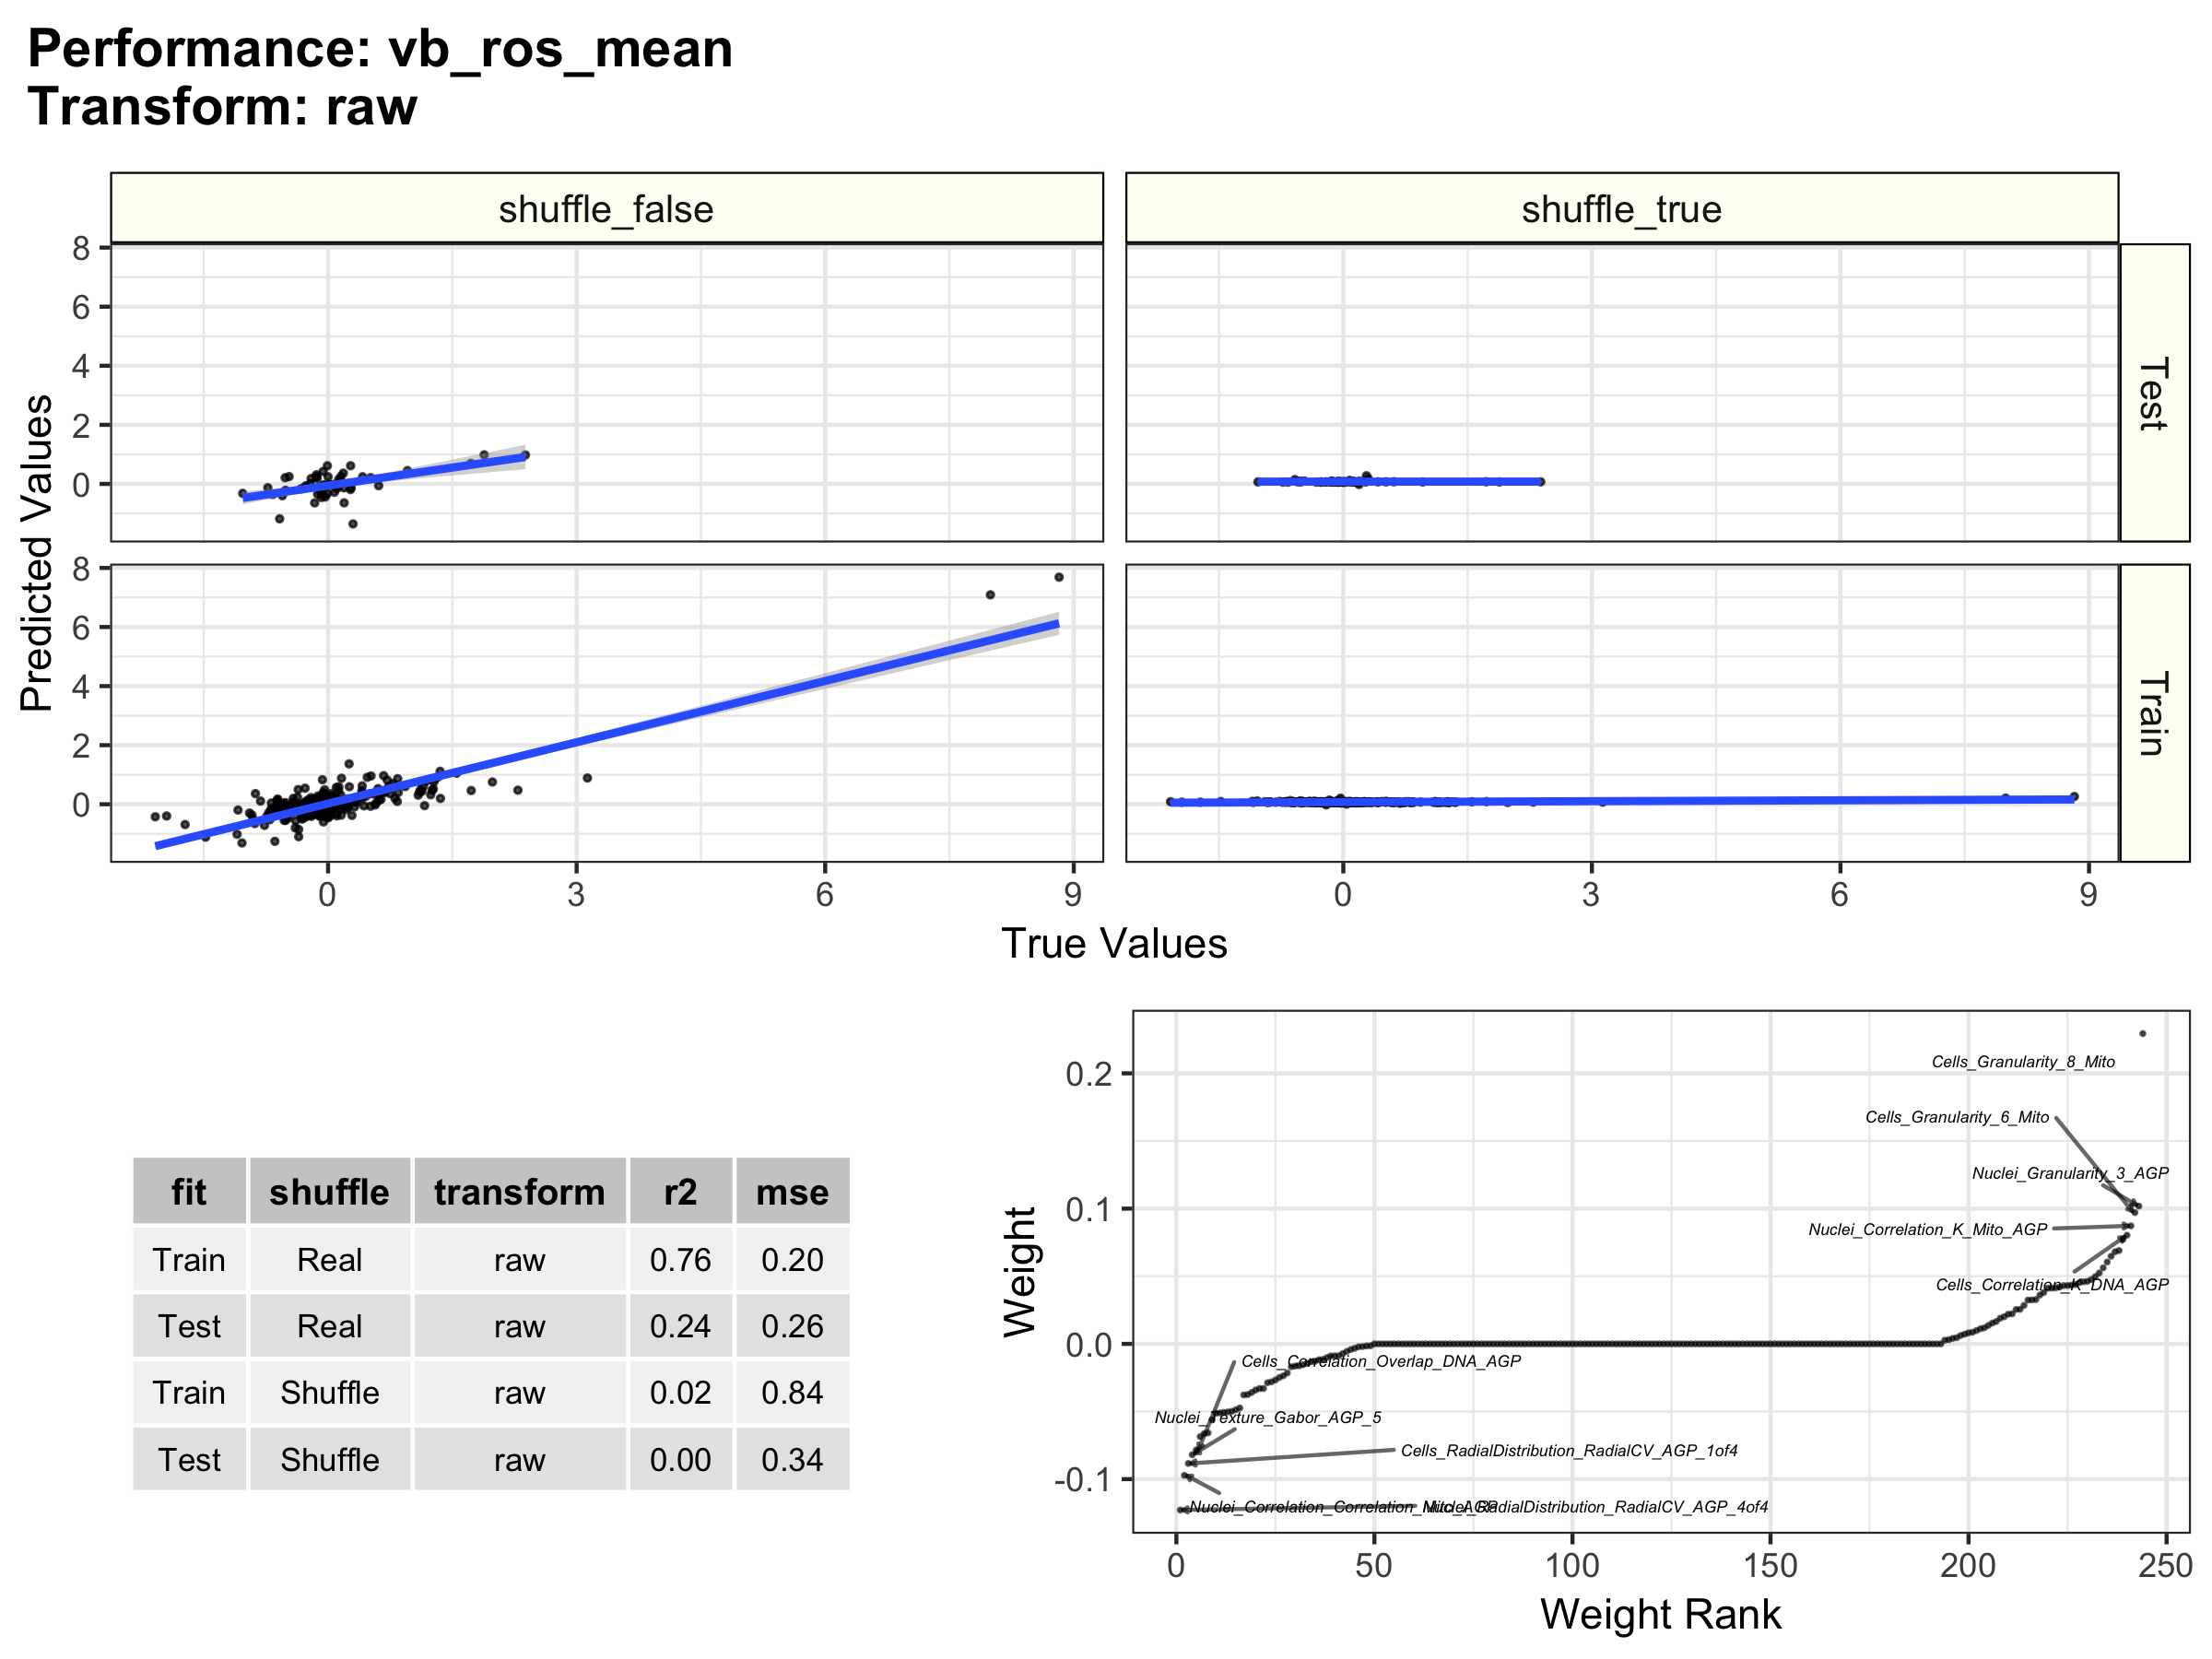 Performance: vb_ros_mean
Transform: raw
shuffle_false
shuffle_true
8
6
4
2
0
Test
8
6
4
2
0
Train
Predicted Values
0
3
6
9
0
3
6
9
True Values
fit shuffle transform r2 mse
Train Real raw 0.76 0.20
Test Real raw 0.24 0.26
Train Shuffle raw 0.02 0.84
Test Shuffle raw 0.00 0.34
Weight
0.2
0.1
0.0
-0.1
Cells_Granularity_8_Mito
Cells_Granularity_6_Mito
Nuclei_Granularity_3_AGP
Nuclei_Correlation_K_Mito_AGP
Cells_Correlation_K_DNA_AGP
Cells_Correlation_Overlap_DNA_AGP
Nuclei_Texture_Gabor_AGP_5
Cells_RadialDistribution_RadialCV_AGP_1of4
Nuclei_Correlation_Correlation_Mito_AGP
Nuclei_RadialDistribution_RadialCV_AGP_4of4
0
50
100
150
200
250
Weight Rank